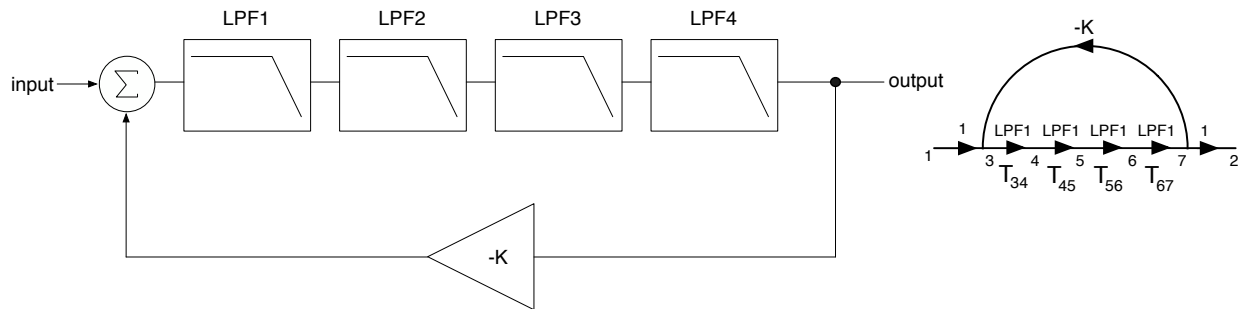 LPF1 LPF2 LPF3 LPF4
input
Σ
output
-K
-K
1 LPF1 LPF1 LPF1 LPF1 1
1 3 4 5 6 7 2
T34 T45 T56 T67